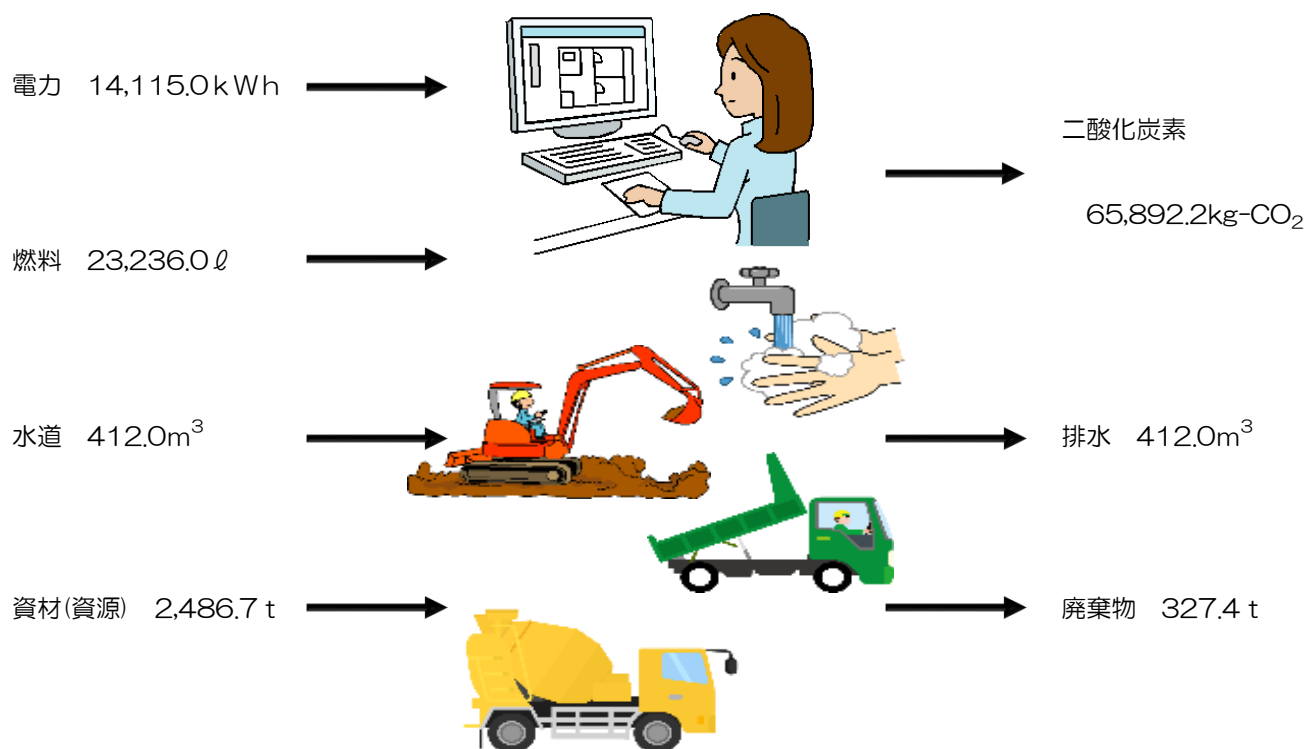 電力　14,115.0ｋＷｈ
二酸化炭素
65,892.2kg-CO₂
燃料　23,236.0ℓ
水道　412.0m³
排水　412.0m³
資材(資源)　2,486.7ｔ
廃棄物　327.4ｔ